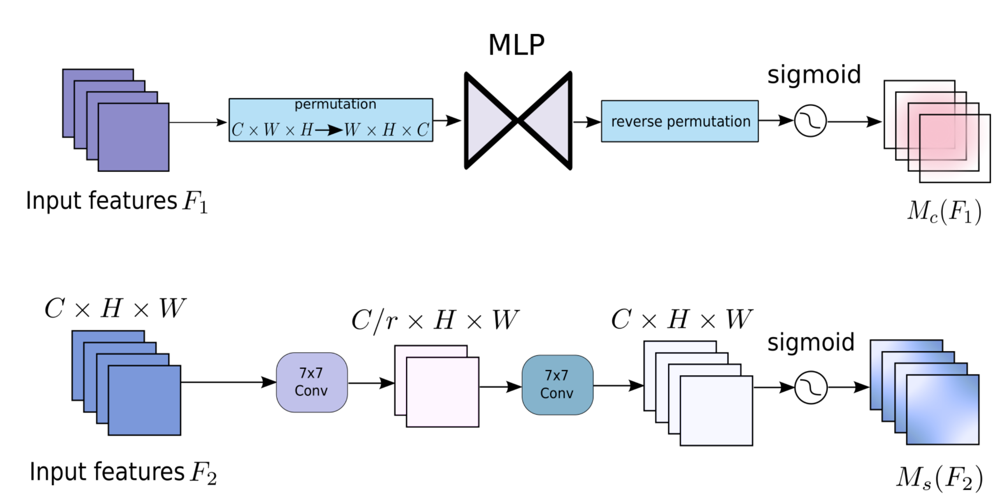 MLP
sigmoid
permutation
C × W × H → W × H × C
reverse permutation
Input features F₁
M_c(F₁)
C × H × W
C/r × H × W
C × H × W
sigmoid
7x7
Conv
7x7
Conv
Input features F₂
M_s(F₂)